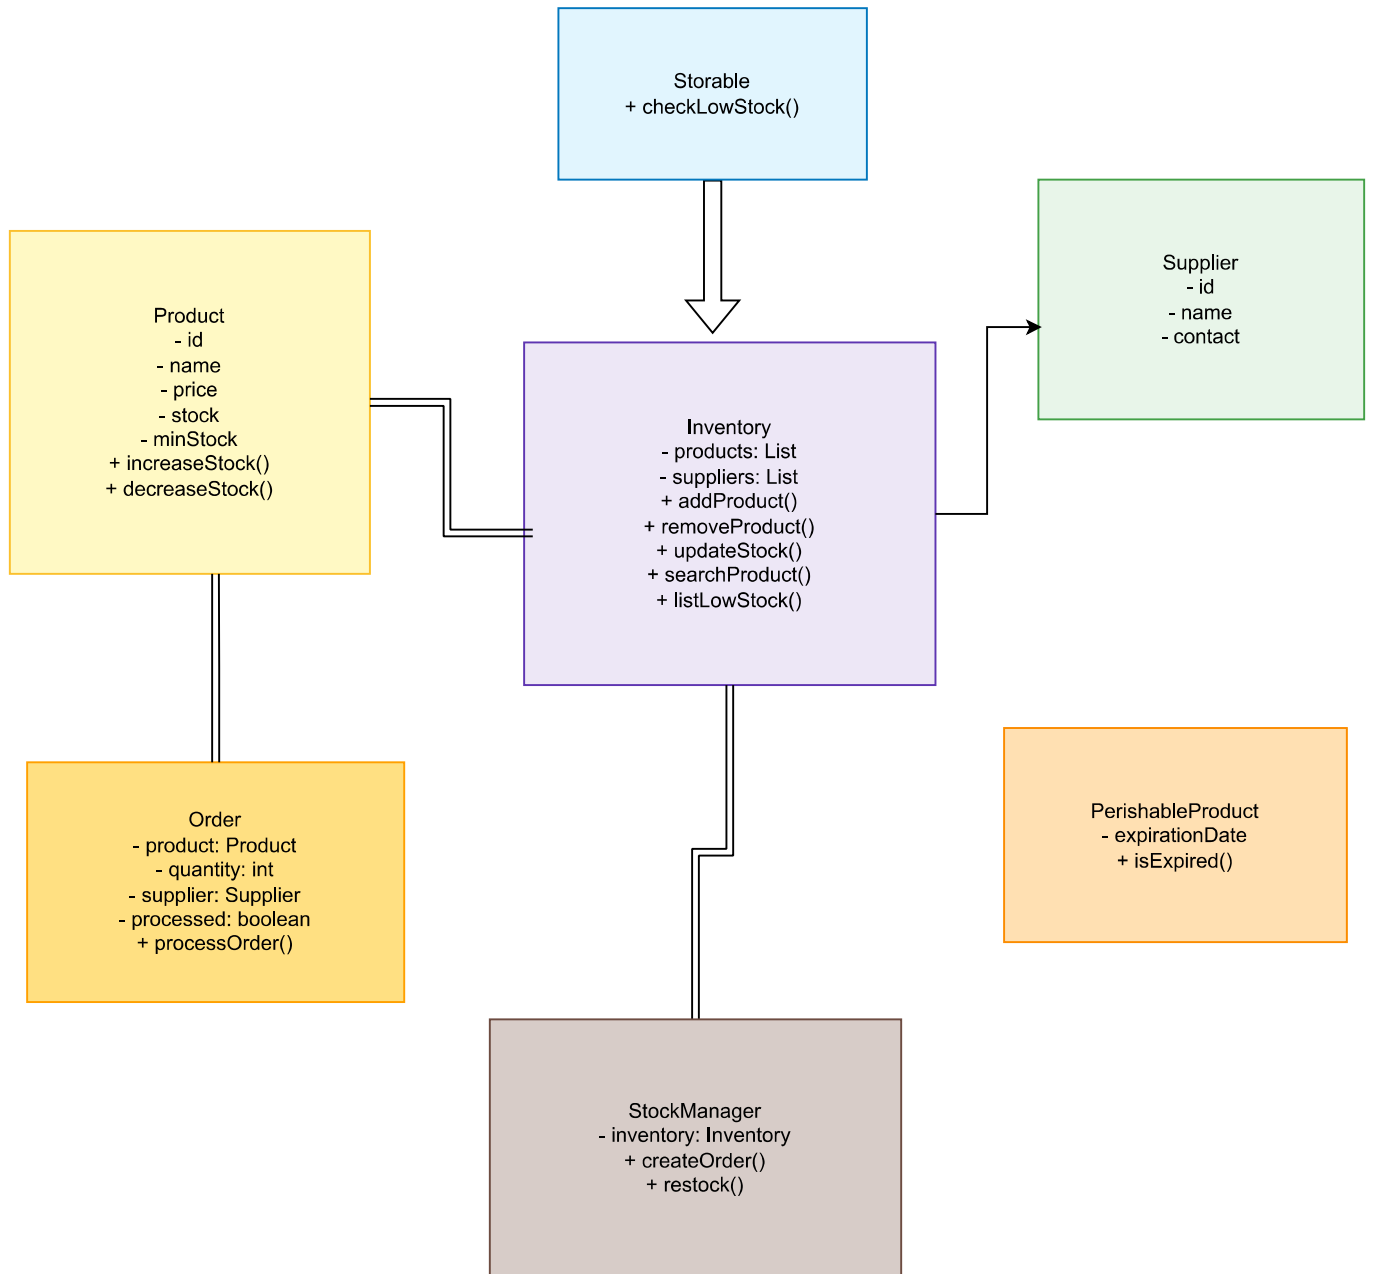 Storable
+ checkLowStock()
Supplier
- id
- name
- contact
Product
- id
- name
- price
- stock
- minStock
+ increaseStock()
+ decreaseStock()
Inventory
- products: List
- suppliers: List
+ addProduct()
+ removeProduct()
+ updateStock()
+ searchProduct()
+ listLowStock()
Order
- product: Product
- quantity: int
- supplier: Supplier
- processed: boolean
+ processOrder()
PerishableProduct
- expirationDate
+ isExpired()
StockManager
- inventory: Inventory
+ createOrder()
+ restock()